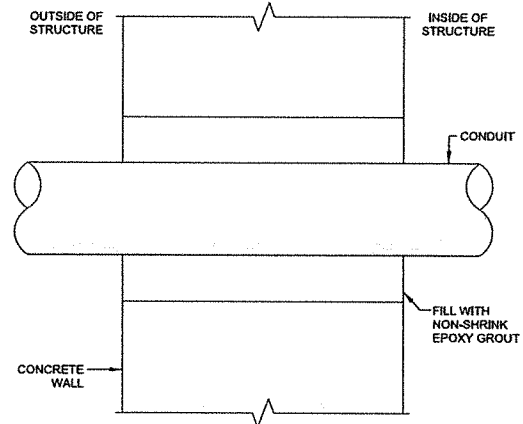 OUTSIDE OF
STRUCTURE
INSIDE OF
STRUCTURE
CONDUIT
FILL WITH
NON-SHRINK
EPOXY GROUT
CONCRETE
WALL